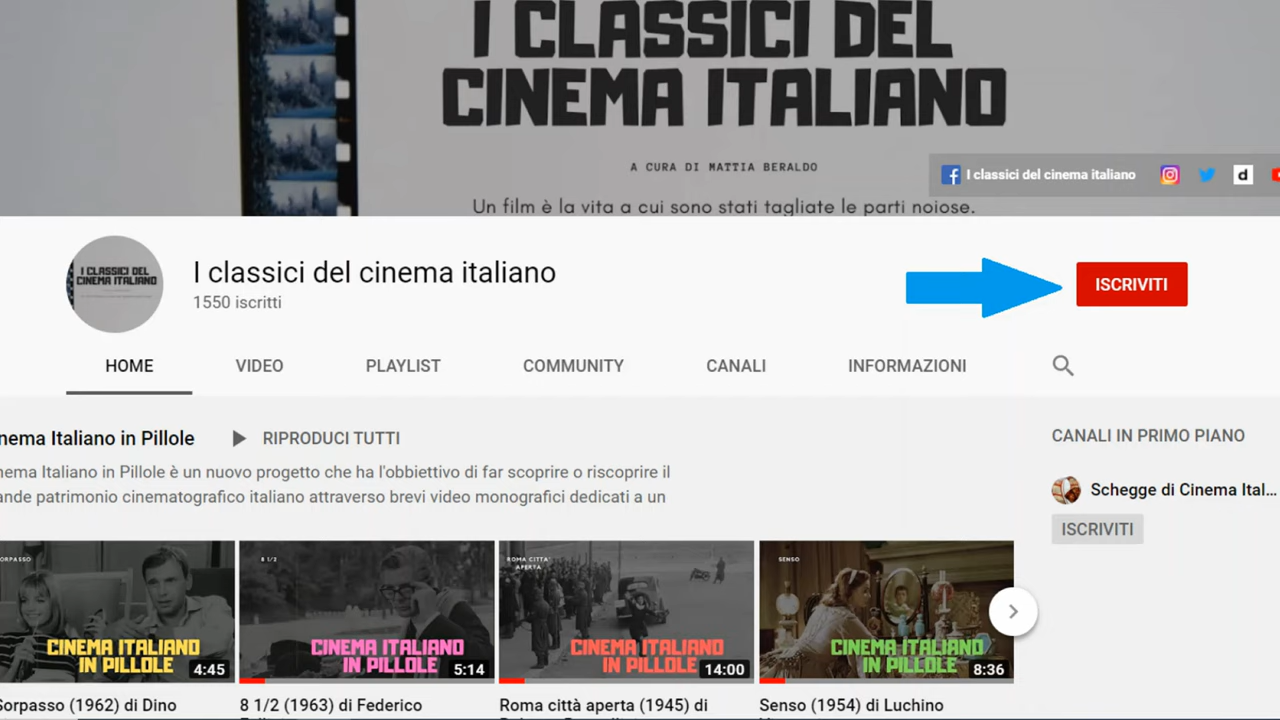 I CLASSICI DEL
CINEMA ITALIANO
A CURA DI MATTIA BERALDO
I classici del cinema italiano
Un film è la vita a cui sono stati tagliate le parti noiose.
I CLASSICI DEL
CINEMA ITALIANO
I classici del cinema italiano
1550 iscritti
ISCRIVITI
HOME VIDEO PLAYLIST COMMUNITY CANALI INFORMAZIONI
nema Italiano in Pillole RIPRODUCI TUTTI
CANALI IN PRIMO PIANO
nema Italiano in Pillole è un nuovo progetto che ha l'obbiettivo di far scoprire o riscoprire il
ande patrimonio cinematografico italiano attraverso brevi video monografici dedicati a un
Schegge di Cinema Ital...
ISCRIVITI
ORPASSO
CINEMA ITALIANO
IN PILLOLE
4:45
8 1/2
CINEMA ITALIANO
IN PILLOLE
5:14
ROMA CITTA'
APERTA
CINEMA ITALIANO
IN PILLOLE
14:00
SENSO
CINEMA ITALIANO
IN PILLOLE
8:36
Sorpasso (1962) di Dino
8 1/2 (1963) di Federico
Roma città aperta (1945) di
Senso (1954) di Luchino